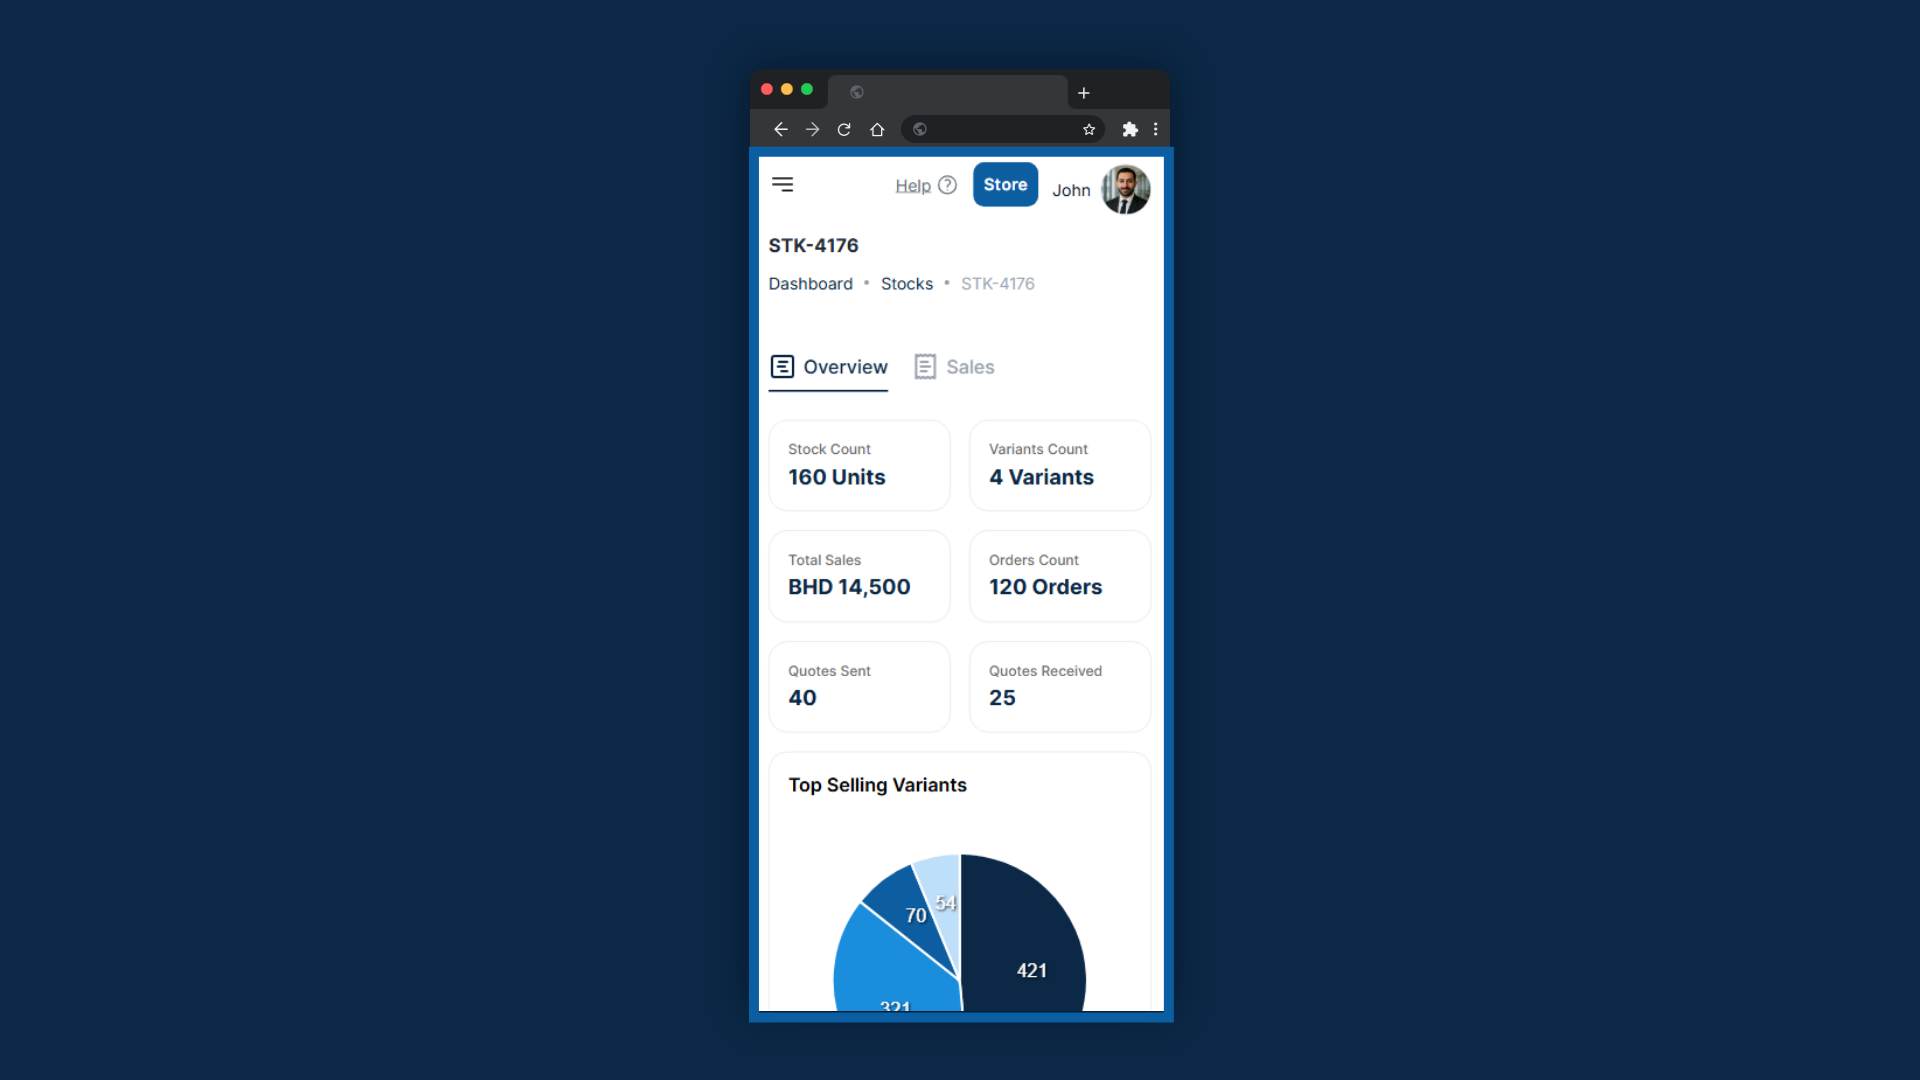 Help
Store
John
STK-4176
Dashboard • Stocks • STK-4176
Overview
Sales
Stock Count
160 Units
Variants Count
4 Variants
Total Sales
BHD 14,500
Orders Count
120 Orders
Quotes Sent
40
Quotes Received
25
Top Selling Variants
54
70
421
321